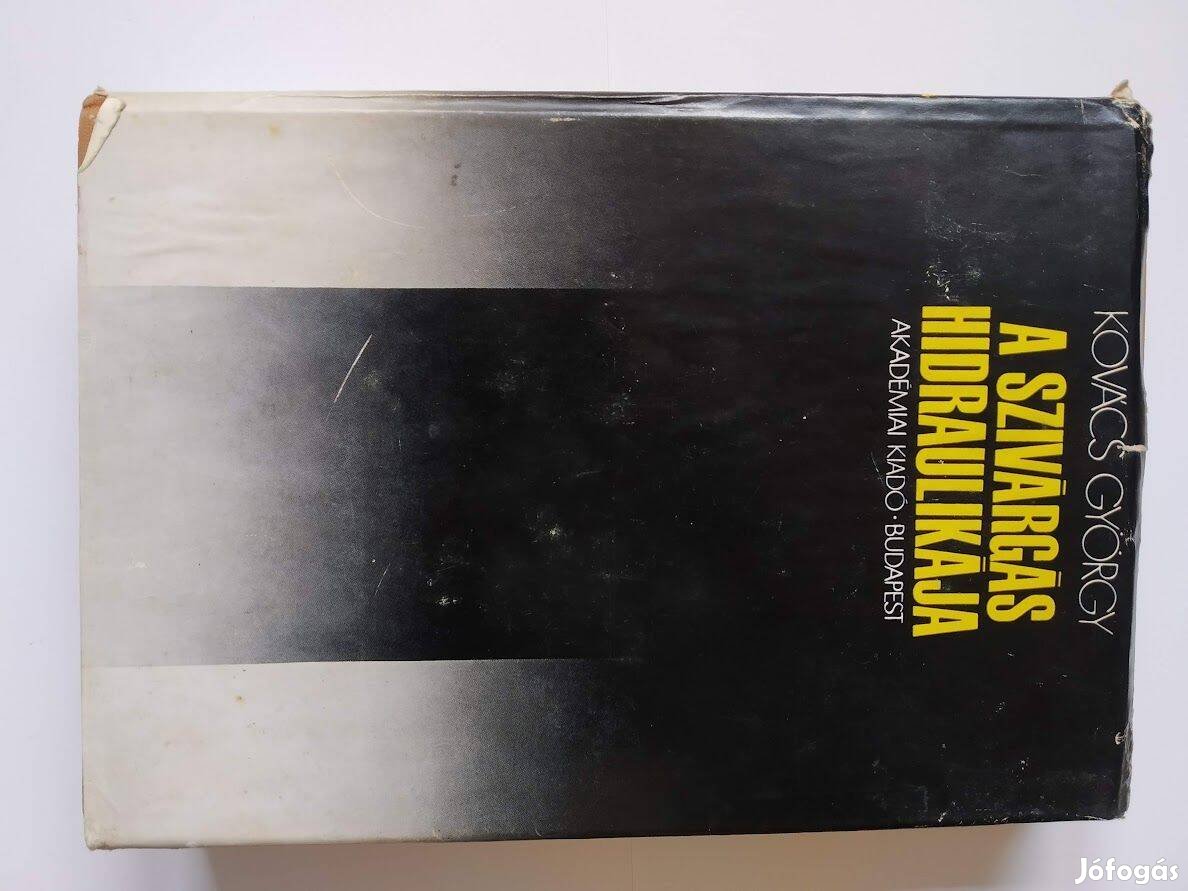 KOVÁCS GYÖRGY
A SZIVÁRGÁS
HIDRAULIKÁJA
AKADÉMIAI KIADÓ · BUDAPEST
Jófogás